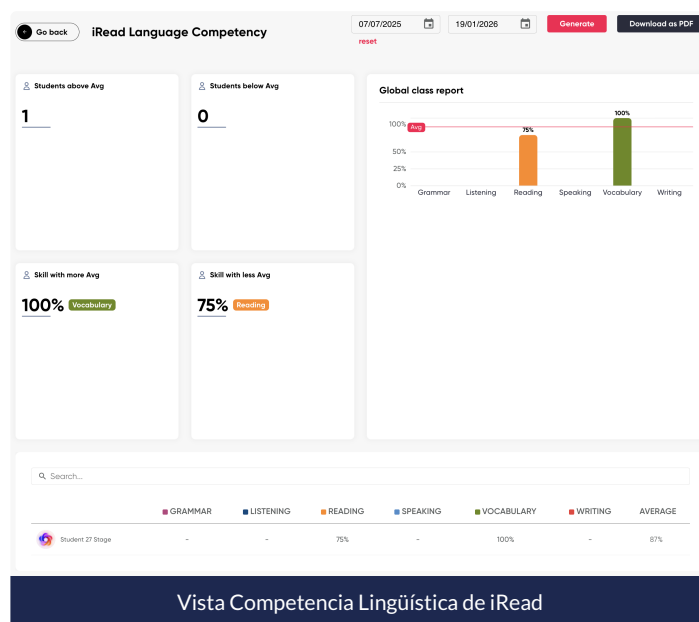 Go back
iRead Language Competency
07/07/2025
19/01/2026
Generate
Download as PDF
reset
Students above Avg
1
Students below Avg
0
Global class report
100%
Avg
50%
25%
0%
75%
100%
Grammar Listening Reading Speaking Vocabulary Writing
Skill with more Avg
100% Vocabulary
Skill with less Avg
75% Reading
Search...
GRAMMAR LISTENING READING SPEAKING VOCABULARY WRITING AVERAGE
Student 27 Stage - - 75% - 100% - 87%
Vista Competencia Lingüística de iRead